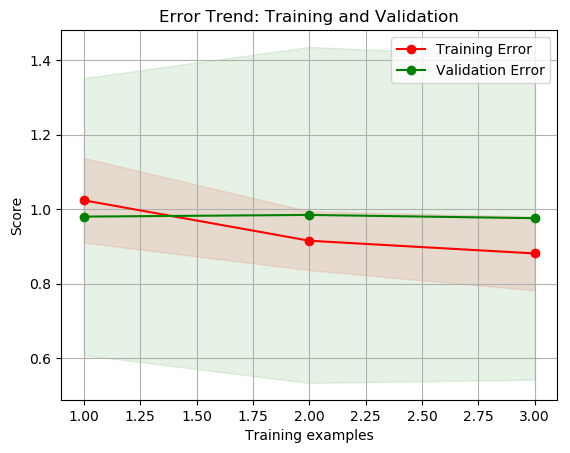 Error Trend: Training and Validation
Training Error
Validation Error
Score
1.4
1.2
1.0
0.8
0.6
1.00
1.25
1.50
1.75
2.00
2.25
2.50
2.75
3.00
Training examples